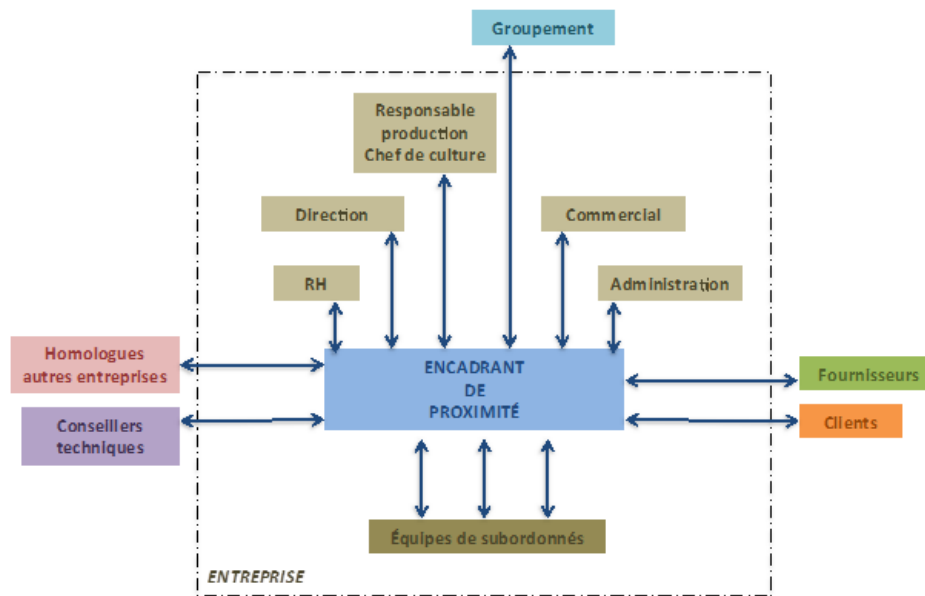 Groupement
Responsable
production
Chef de culture
Direction
Commercial
RH
Administration
Homologues
autres entreprises
ENCADRANT
DE
PROXIMITÉ
Fournisseurs
Conseillers
techniques
Clients
Équipes de subordonnés
ENTREPRISE